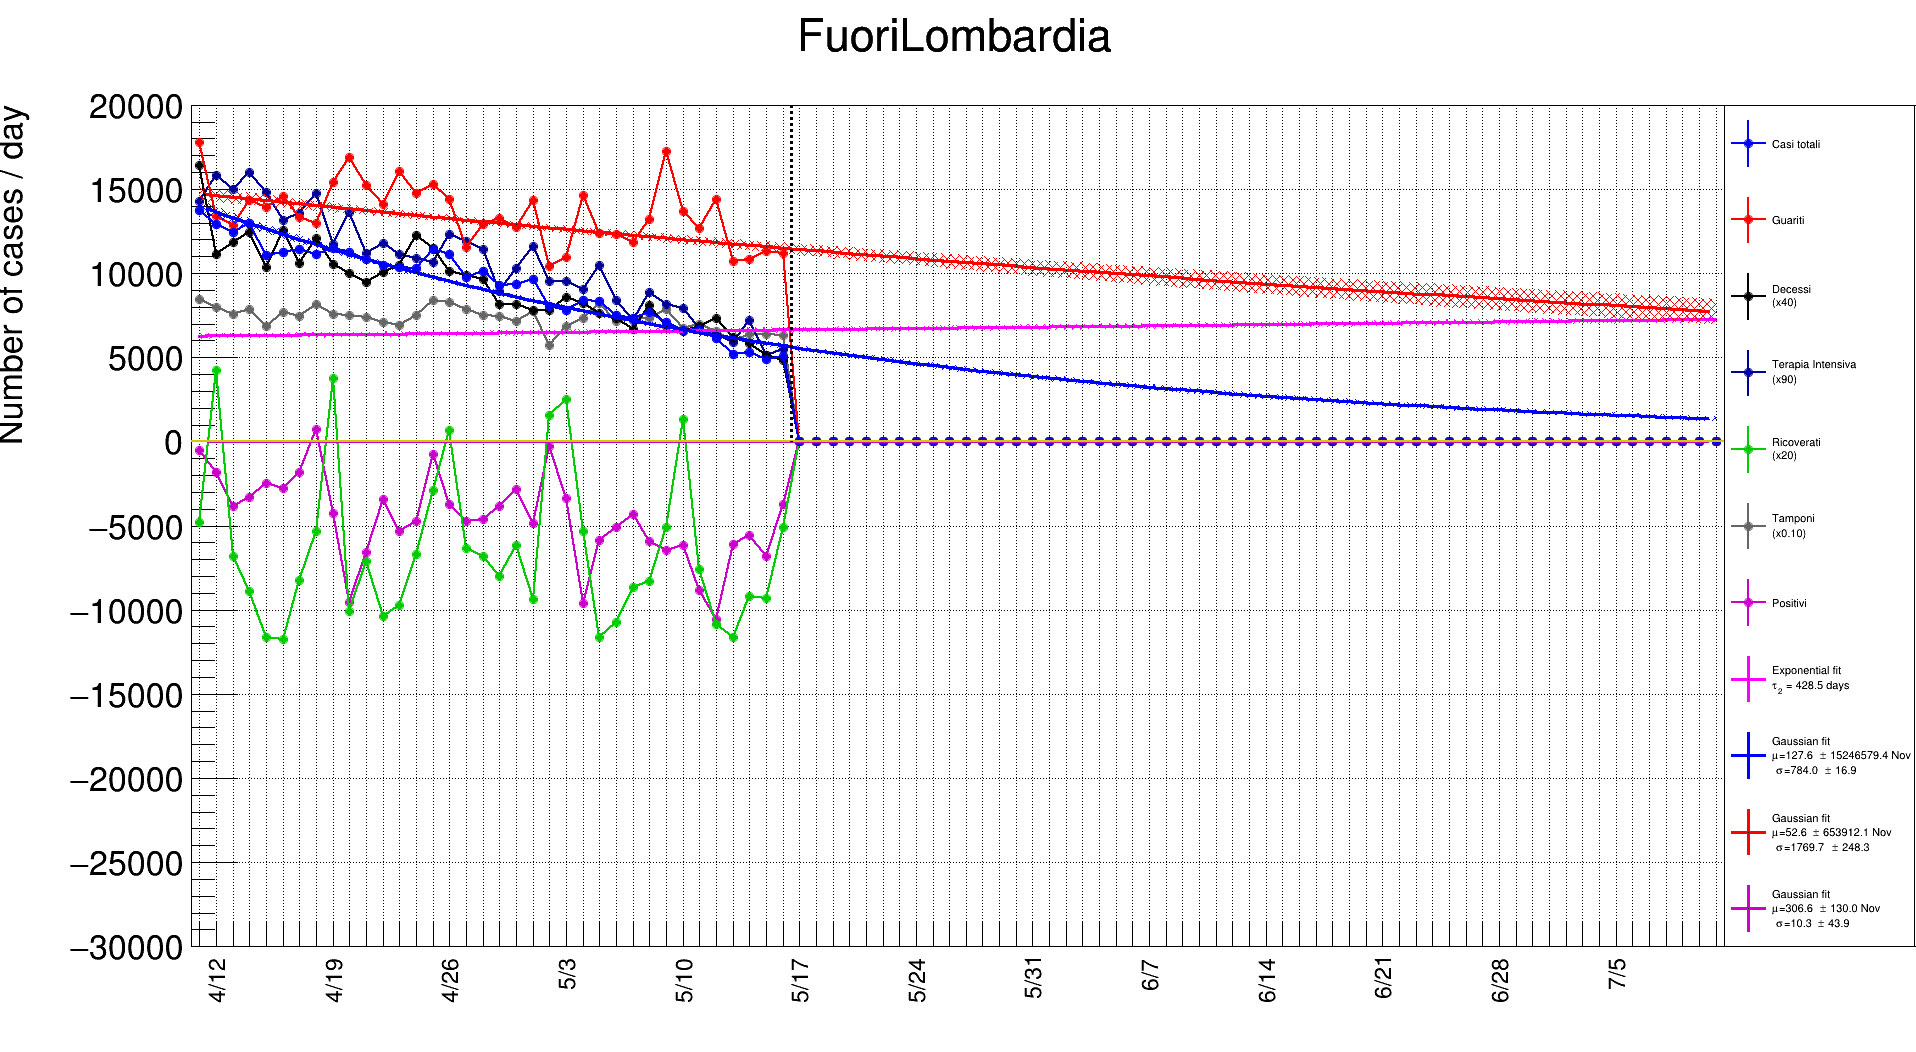 FuoriLombardia
Number of cases / day
20000
15000
10000
5000
0
−5000
−10000
−15000
−20000
−25000
−30000
4/12
4/19
4/26
5/3
5/10
5/17
5/24
5/31
6/7
6/14
6/21
6/28
7/5
Casi totali
Guariti
Decessi
(x40)
Terapia Intensiva
(x90)
Ricoverati
(x20)
Tamponi
(x0.10)
Positivi
Exponential fit
τ2 = 428.5 days
Gaussian fit
μ=127.6 ± 15246579.4 Nov
σ=784.0 ± 16.9
Gaussian fit
μ=52.6 ± 653912.1 Nov
σ=1769.7 ± 248.3
Gaussian fit
μ=306.6 ± 130.0 Nov
σ=10.3 ± 43.9